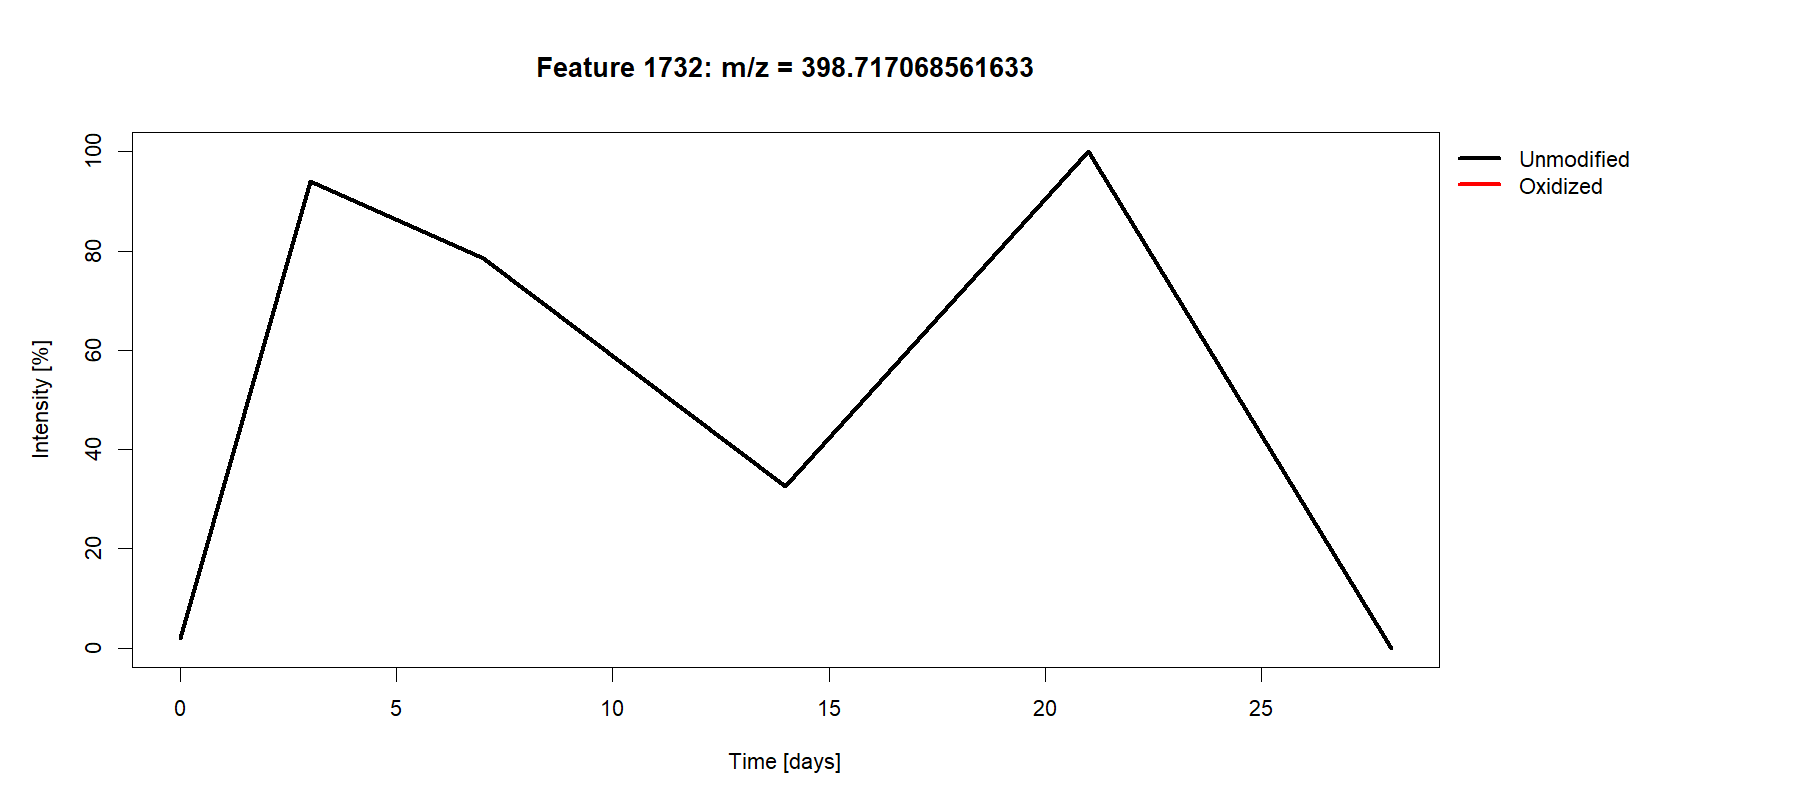 Feature 1732: m/z = 398.717068561633
Unmodified
Oxidized
Intensity [%]
100
80
60
40
20
0
0 5 10 15 20 25
Time [days]